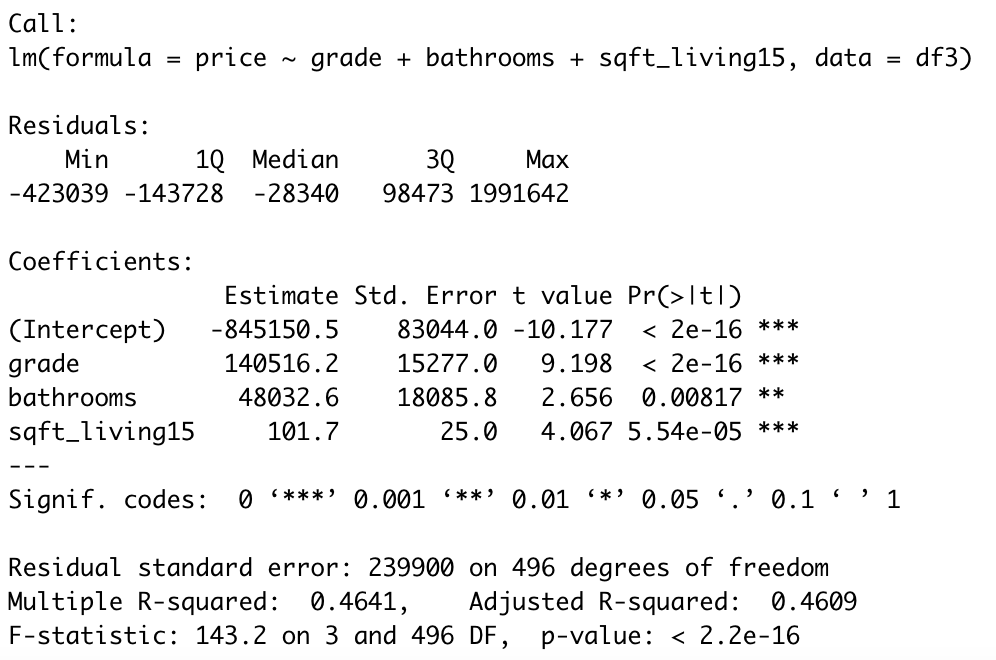 Call:
lm(formula = price ~ grade + bathrooms + sqft_living15, data = df3)
Residuals:
    Min      1Q  Median      3Q     Max
-423039 -143728  -28340   98473 1991642
Coefficients:
              Estimate Std. Error t value Pr(>|t|)
(Intercept)   -845150.5    83044.0 -10.177  < 2e-16 ***
grade          140516.2    15277.0   9.198  < 2e-16 ***
bathrooms       48032.6    18085.8   2.656  0.00817 **
sqft_living15     101.7       25.0   4.067 5.54e-05 ***
---
Signif. codes:  0 ‘***’ 0.001 ‘**’ 0.01 ‘*’ 0.05 ‘.’ 0.1 ‘ ’ 1
Residual standard error: 239900 on 496 degrees of freedom
Multiple R-squared:  0.4641,    Adjusted R-squared:  0.4609
F-statistic: 143.2 on 3 and 496 DF,  p-value: < 2.2e-16